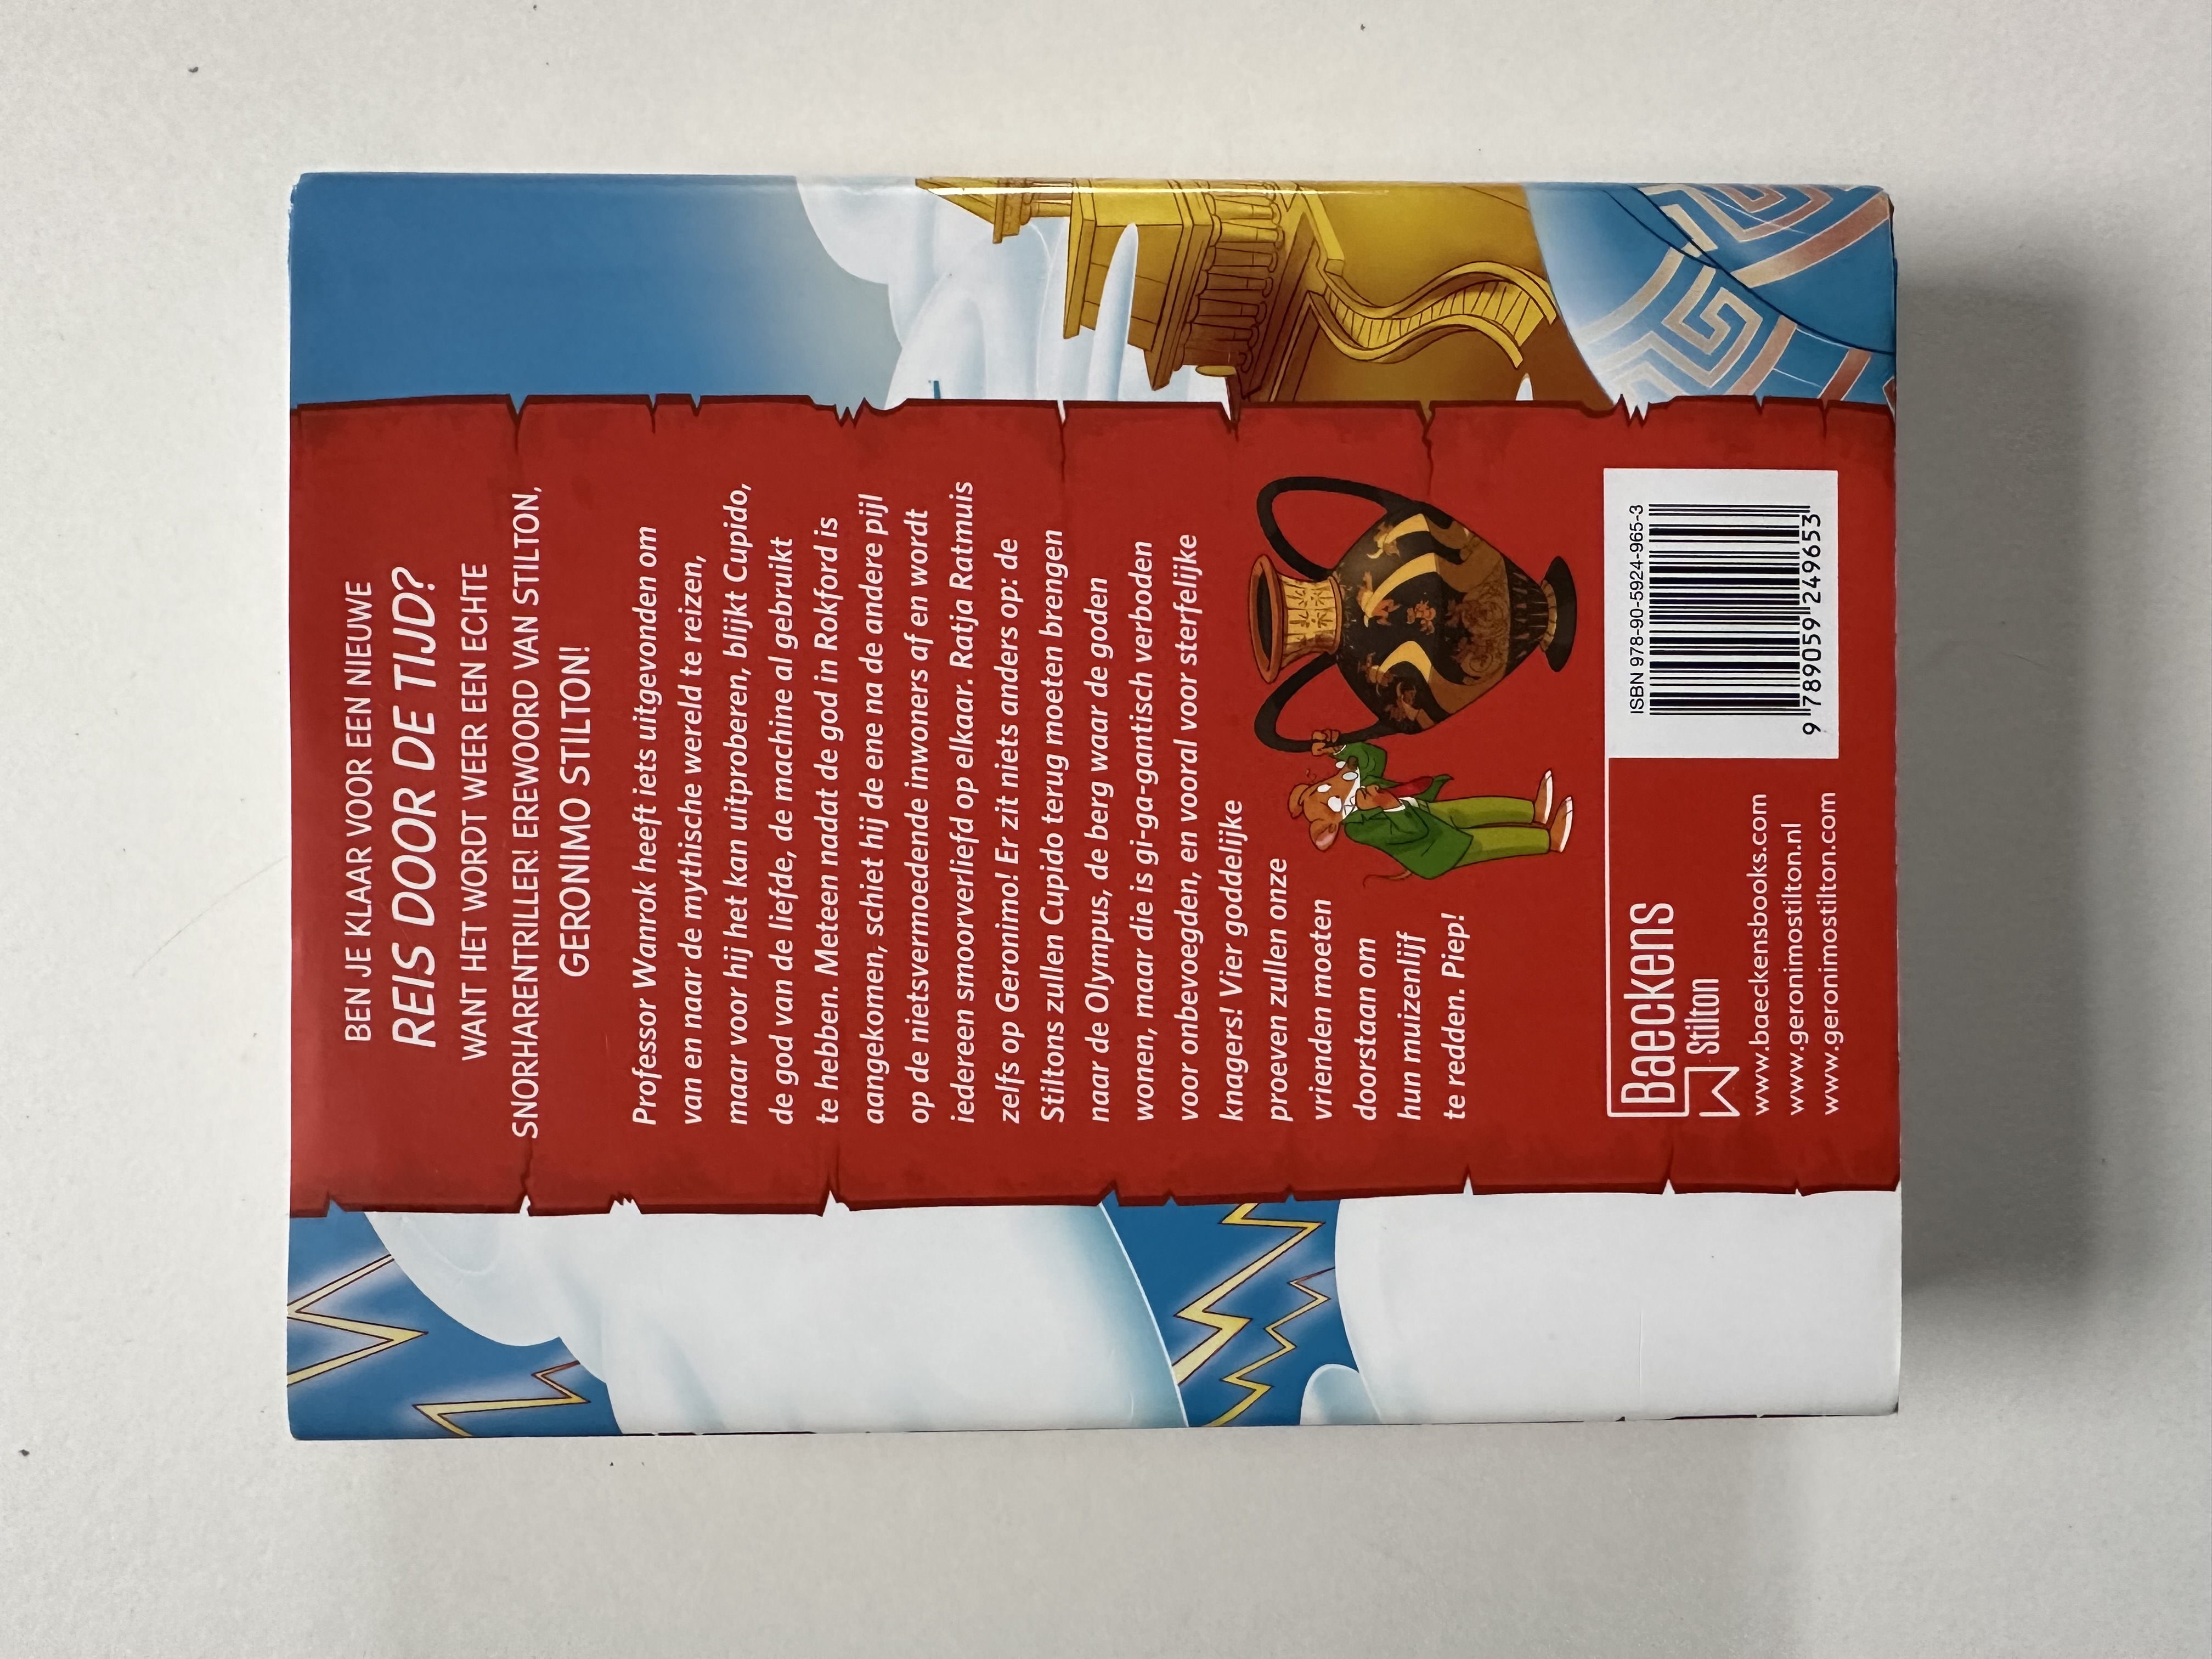 BEN JE KLAAR VOOR EEN NIEUWE
REIS DOOR DE TIJD?
WANT HET WORDT WEER EEN ECHTE
SNORHARENTRILLER! EREWOORD VAN STILTON,
GERONIMO STILTON!
Professor Wanrok heeft iets uitgevonden om
van en naar de mythische wereld te reizen,
maar voor hij het kan uitproberen, blijkt Cupido,
de god van de liefde, de machine al gebruikt
te hebben. Meteen nadat de god in Rokford is
aangekomen, schiet hij de ene na de andere pijl
op de nietsvermoedende inwoners af en wordt
iedereen smoorverliefd op elkaar. Ratja Ratmuis
zelfs op Geronimo! Er zit niets anders op: de
Stiltons zullen Cupido terug moeten brengen
naar de Olympus, de berg waar de goden
wonen, maar die is gi-ga-gantisch verboden
voor onbevoegden, en vooral voor sterfelijke
knagers! Vier goddelijke
proeven zullen onze
vrienden moeten
doorstaan om
hun muizenlijf
te redden. Piep!
Baeckens
Stilton
www.baeckensbooks.com
www.geronimostilton.nl
www.geronimostilton.com
ISBN 978-90-5924-965-3
9 789059 249653